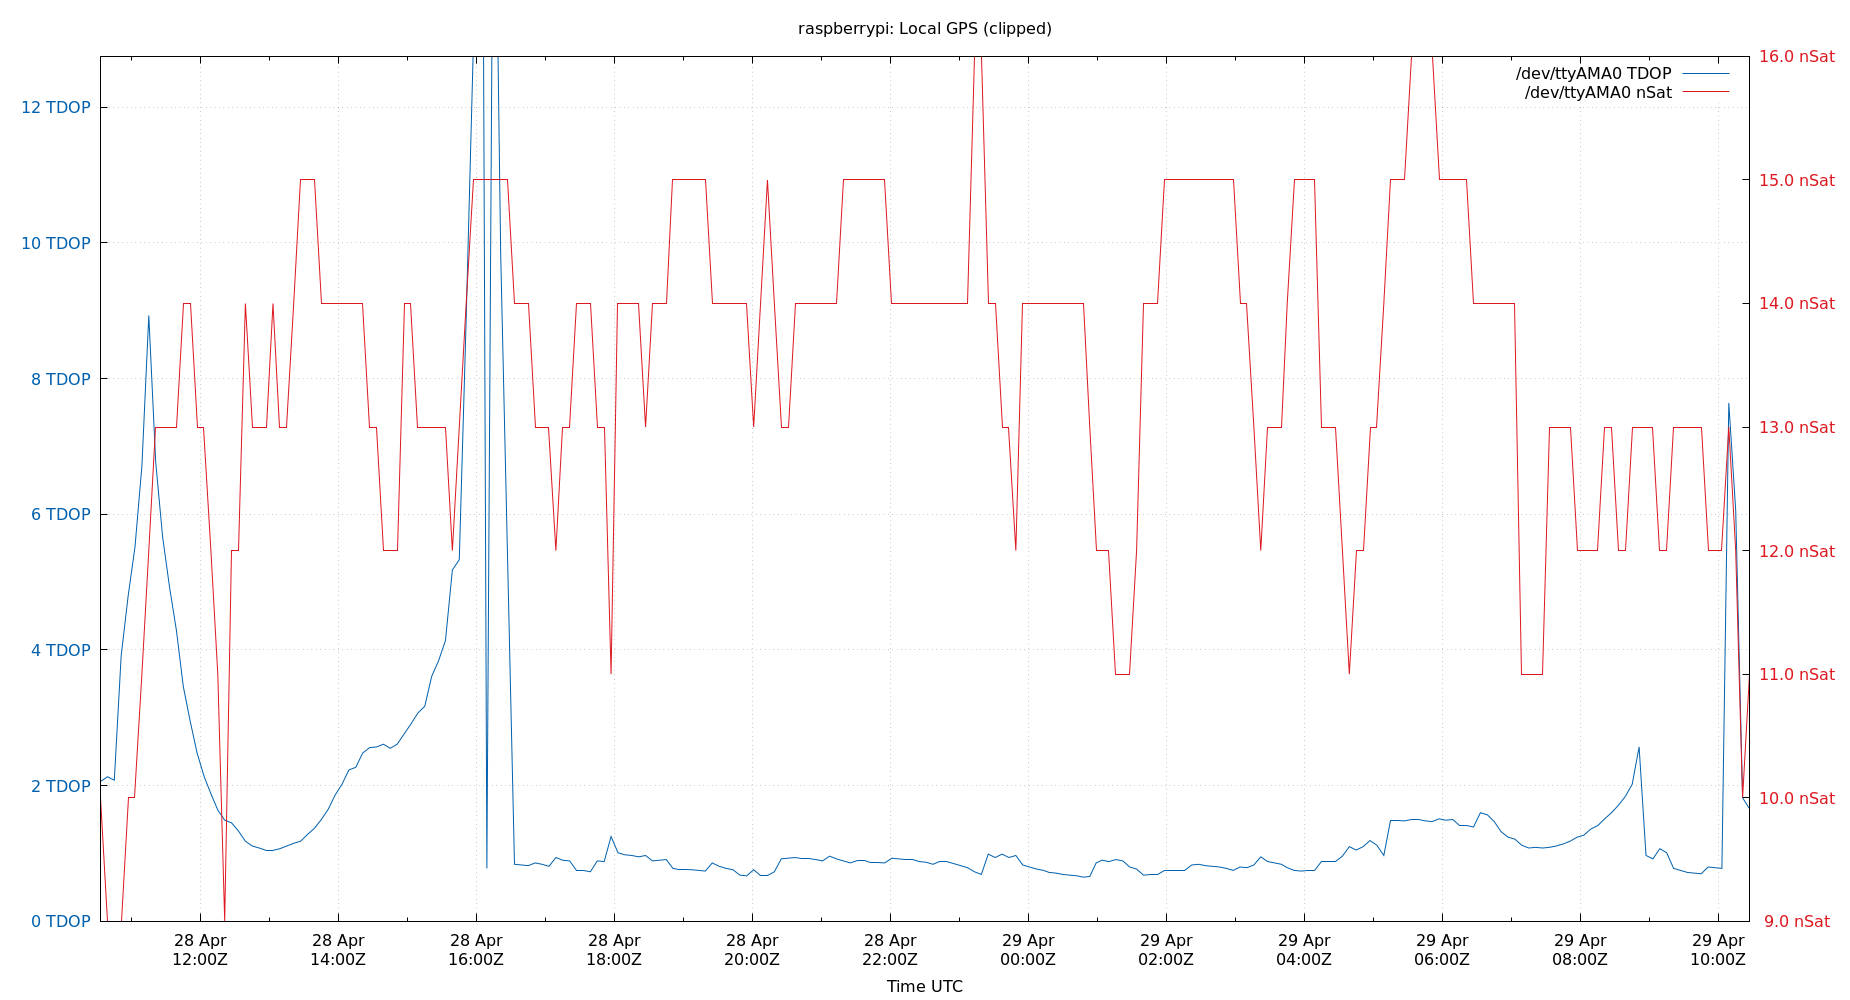 raspberrypi: Local GPS (clipped)
/dev/ttyAMA0 TDOP
/dev/ttyAMA0 nSat
12 TDOP
10 TDOP
8 TDOP
6 TDOP
4 TDOP
2 TDOP
0 TDOP
16.0 nSat
15.0 nSat
14.0 nSat
13.0 nSat
12.0 nSat
11.0 nSat
10.0 nSat
9.0 nSat
28 Apr
12:00Z
28 Apr
14:00Z
28 Apr
16:00Z
28 Apr
18:00Z
28 Apr
20:00Z
28 Apr
22:00Z
29 Apr
00:00Z
29 Apr
02:00Z
29 Apr
04:00Z
29 Apr
06:00Z
29 Apr
08:00Z
29 Apr
10:00Z
Time UTC